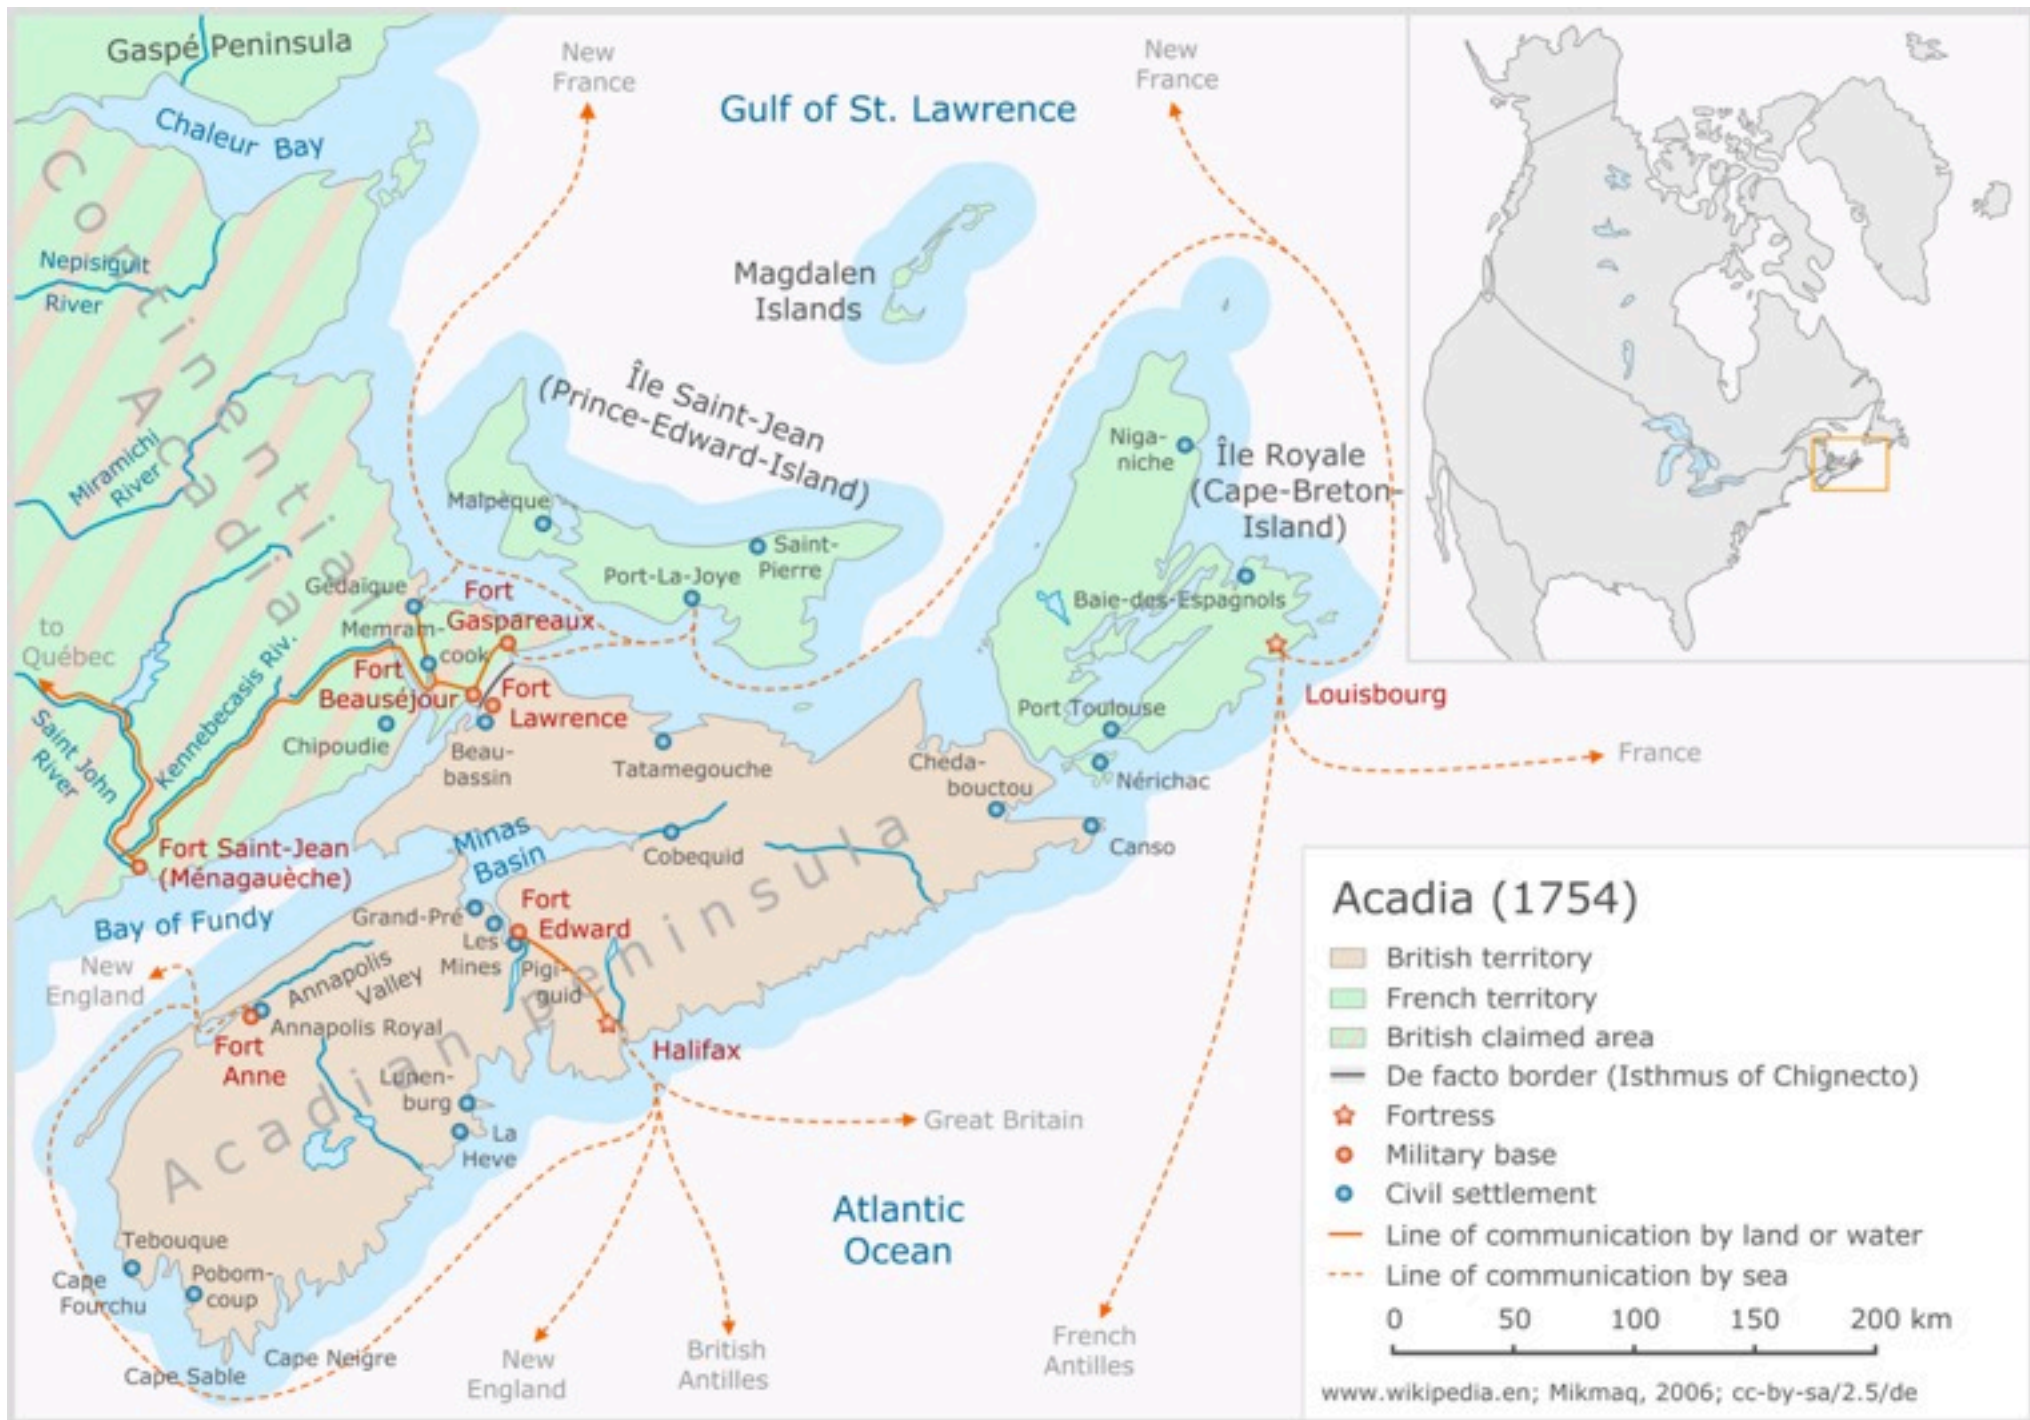 Gaspé Peninsula
Chaleur Bay
New
France
Gulf of St. Lawrence
New
France
Continental
Acadia
Nepisiguit
River
Magdalen
Islands
Île Saint-Jean
(Prince-Edward-Island)
Miramichi
River
Niga-
niche
Île Royale
(Cape-Breton-
Island)
Malpèque
Saint-
Pierre
Port-La-Joye
Baie-des-Espagnols
Gédaïque
Fort
Gaspareaux
Memram-
cook
to
Québec
Kennebecasis Riv.
Saint John
River
Fort
Beauséjour
Fort
Lawrence
Chipoudie
Beau-
bassin
Tatamegouche
Louisbourg
Port Toulouse
Nérichac
France
Cheda-
bouctou
Canso
Minas
Basin
Cobequid
Fort Saint-Jean
(Ménagauèche)
Bay of Fundy
Grand-Pré
Les
Mines
Fort
Edward
Pigi-
guid
New
England
Annapolis
Valley
Annapolis Royal
Fort
Anne
Acadian peninsula
Halifax
Lunen-
burg
La
Heve
Great Britain
Atlantic
Ocean
Tebouque
Cape
Fourchu
Pobom-
coup
Cape Sable
Cape Neigre
New
England
British
Antilles
French
Antilles
Acadia (1754)
British territory
French territory
British claimed area
De facto border (Isthmus of Chignecto)
Fortress
Military base
Civil settlement
Line of communication by land or water
Line of communication by sea
0 50 100 150 200 km
www.wikipedia.en; Mikmaq, 2006; cc-by-sa/2.5/de